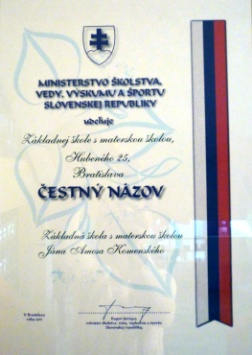 MINISTERSTVO ŠKOLSTVA,
VEDY, VÝSKUMU A ŠPORTU
SLOVENSKEJ REPUBLIKY
udeľuje
Základnej škole s materskou školou,
Hubeného 25,
Bratislava
ČESTNÝ NÁZOV
Základná škola s materskou školou
Jána Amosa Komenského
V Bratislave